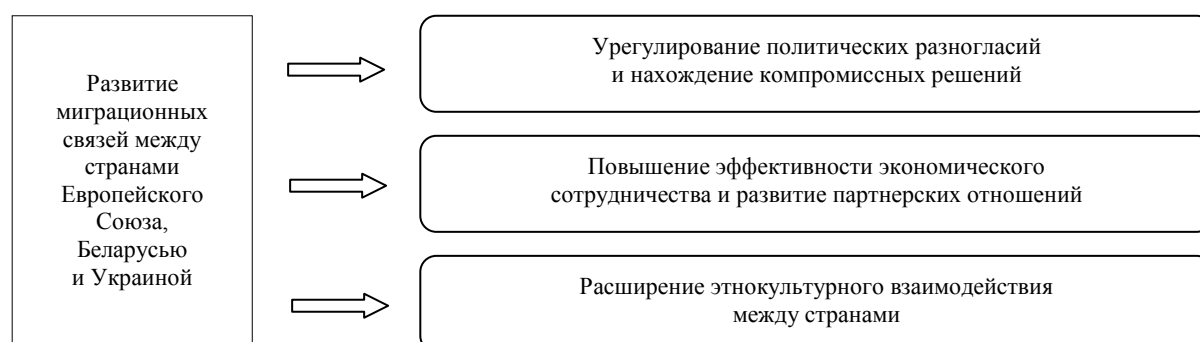 Развитие
миграционных
связей между
странами
Европейского
Союза,
Беларусью
и Украиной
Урегулирование политических разногласий
и нахождение компромиссных решений
Повышение эффективности экономического
сотрудничества и развитие партнерских отношений
Расширение этнокультурного взаимодействия
между странами